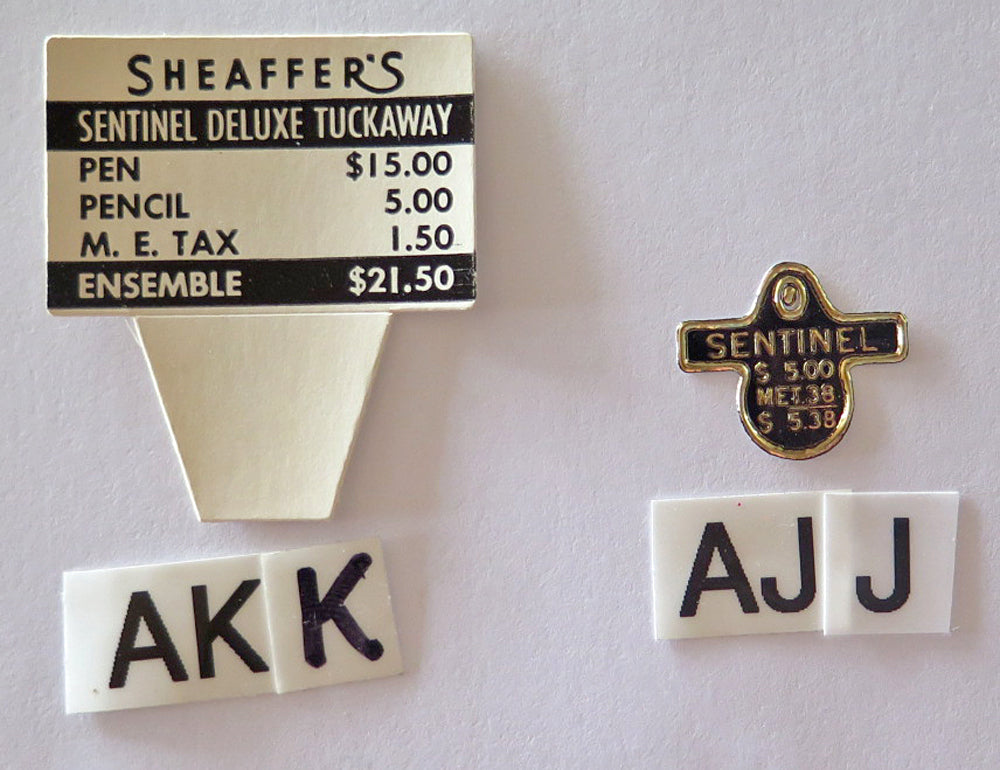 SHEAFFER'S
SENTINEL DELUXE TUCKAWAY
PEN $15.00
PENCIL 5.00
M. E. TAX 1.50
ENSEMBLE $21.50
SENTINEL
$ 5.00
MET.38
$ 5.38
AKK
AJJ